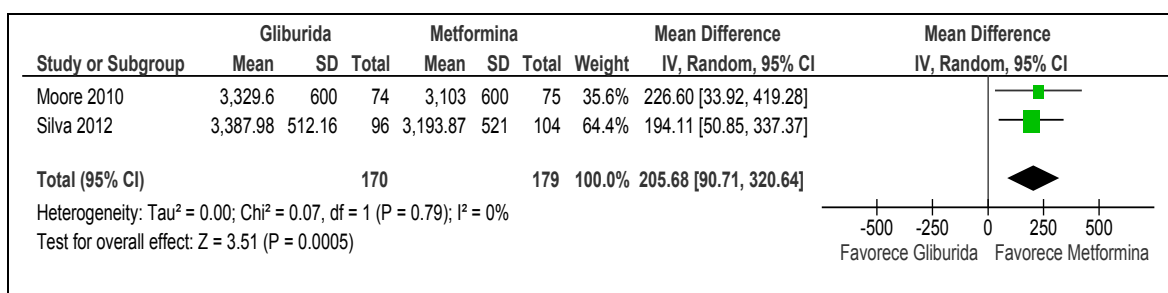 Gliburida Metformina Mean Difference Mean Difference
Study or Subgroup Mean SD Total Mean SD Total Weight IV, Random, 95% CI IV, Random, 95% CI
Moore 2010 3,329.6 600 74 3,103 600 75 35.6% 226.60 [33.92, 419.28]
Silva 2012 3,387.98 512.16 96 3,193.87 521 104 64.4% 194.11 [50.85, 337.37]
Total (95% CI) 170 179 100.0% 205.68 [90.71, 320.64]
Heterogeneity: Tau² = 0.00; Chi² = 0.07, df = 1 (P = 0.79); I² = 0%
Test for overall effect: Z = 3.51 (P = 0.0005)
-500 -250 0 250 500
Favorece Gliburida Favorece Metformina